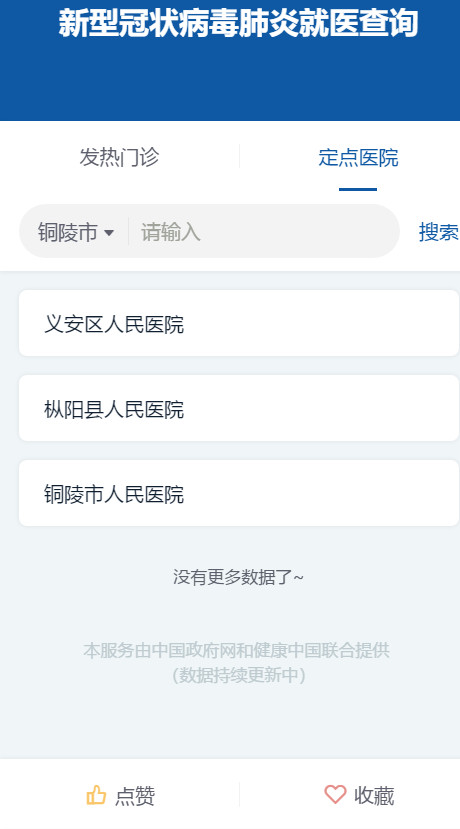 新型冠状病毒肺炎就医查询
发热门诊 定点医院
铜陵市 请输入 搜索
义安区人民医院
枞阳县人民医院
铜陵市人民医院
没有更多数据了~
本服务由中国政府网和健康中国联合提供
(数据持续更新中)
点赞 收藏